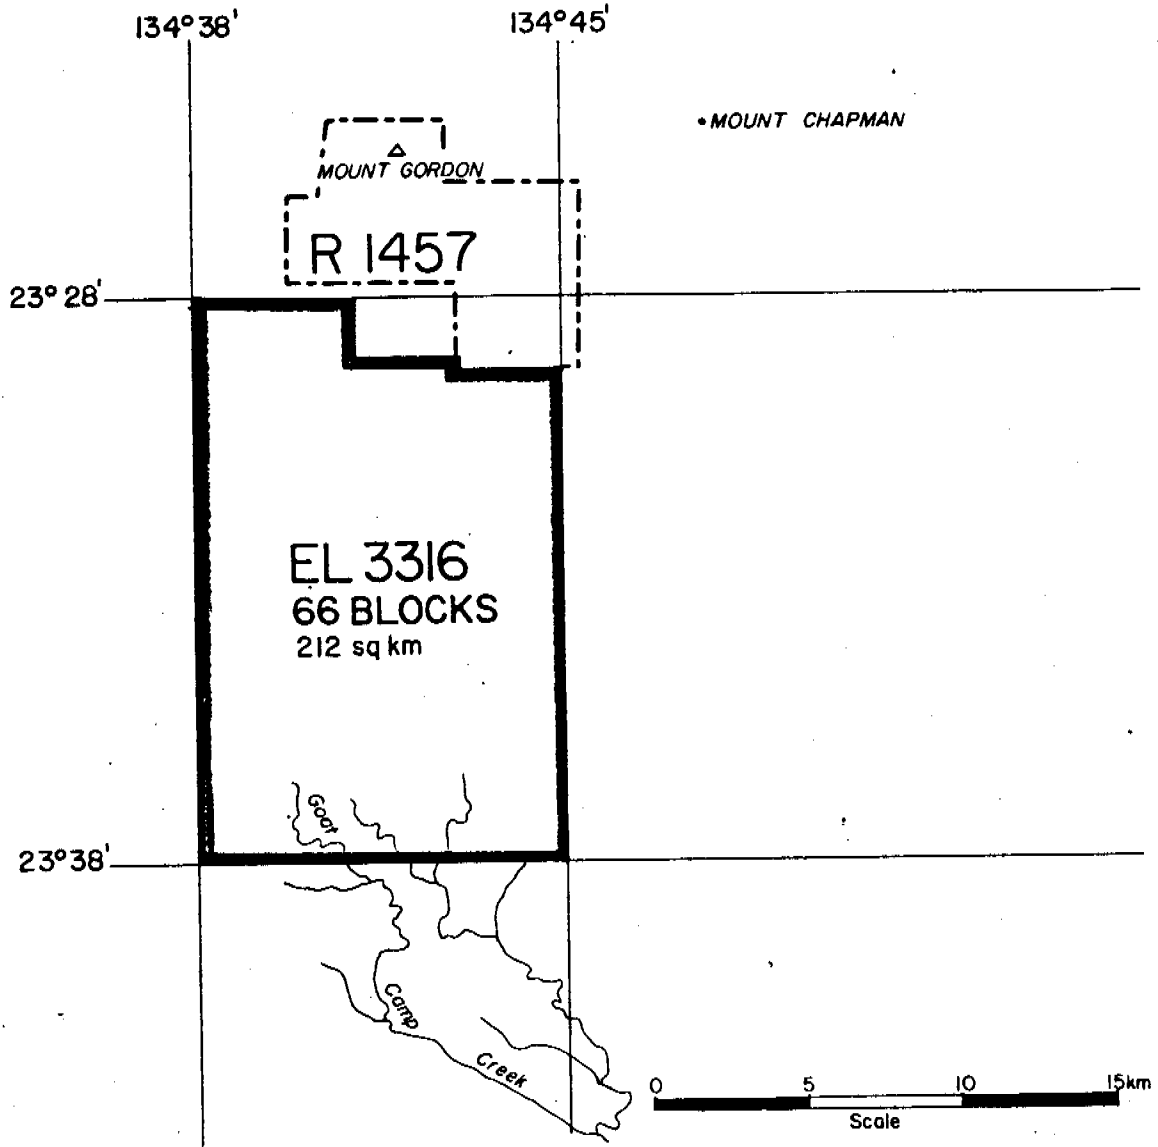 134°38'
134°45'
MOUNT CHAPMAN
MOUNT GORDON
R 1457
23°28'
EL 3316
66 BLOCKS
212 sq km
Goat
23°38'
Camp
Creek
0 5 10 15km
Scale